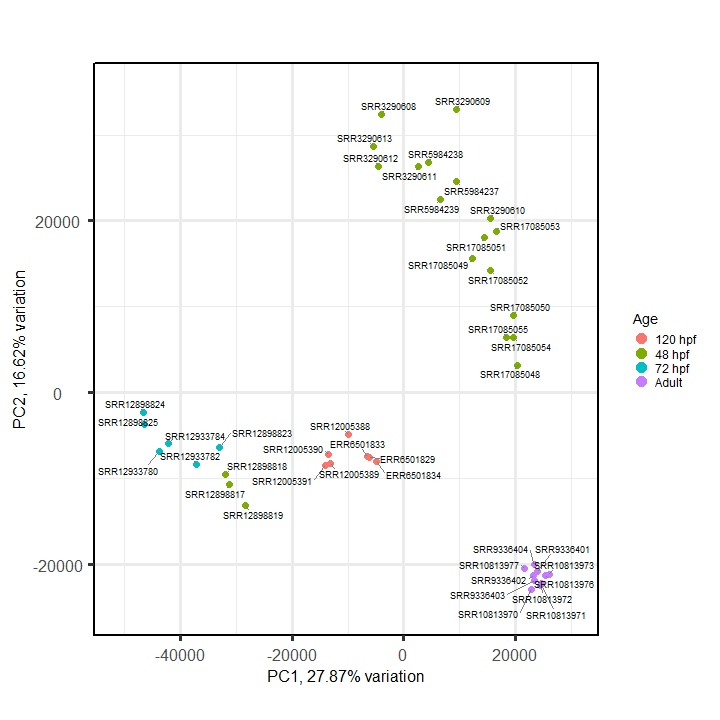 SRR3290608
SRR3290609
SRR3290613
SRR3290612
SRR5984238
SRR3290611
SRR5984237
SRR5984239
SRR3290610
SRR17085053
SRR17085051
SRR17085049
SRR17085052
SRR17085050
SRR17085055
SRR17085054
SRR17085048
SRR12898824
SRR12898825
SRR12933784
SRR12898823
SRR12933782
SRR12933780
SRR12898818
SRR12898817
SRR12898819
SRR12005388
SRR12005390
ERR6501833
ERR6501829
SRR12005391
SRR12005389
ERR6501834
SRR9336404
SRR9336401
SRR10813977
SRR10813973
SRR9336402
SRR10813976
SRR9336403
SRR10813972
SRR10813970
SRR10813971
20000
0
-20000
-40000
-20000
0
20000
PC1, 27.87% variation
PC2, 16.62% variation
Age
120 hpf
48 hpf
72 hpf
Adult